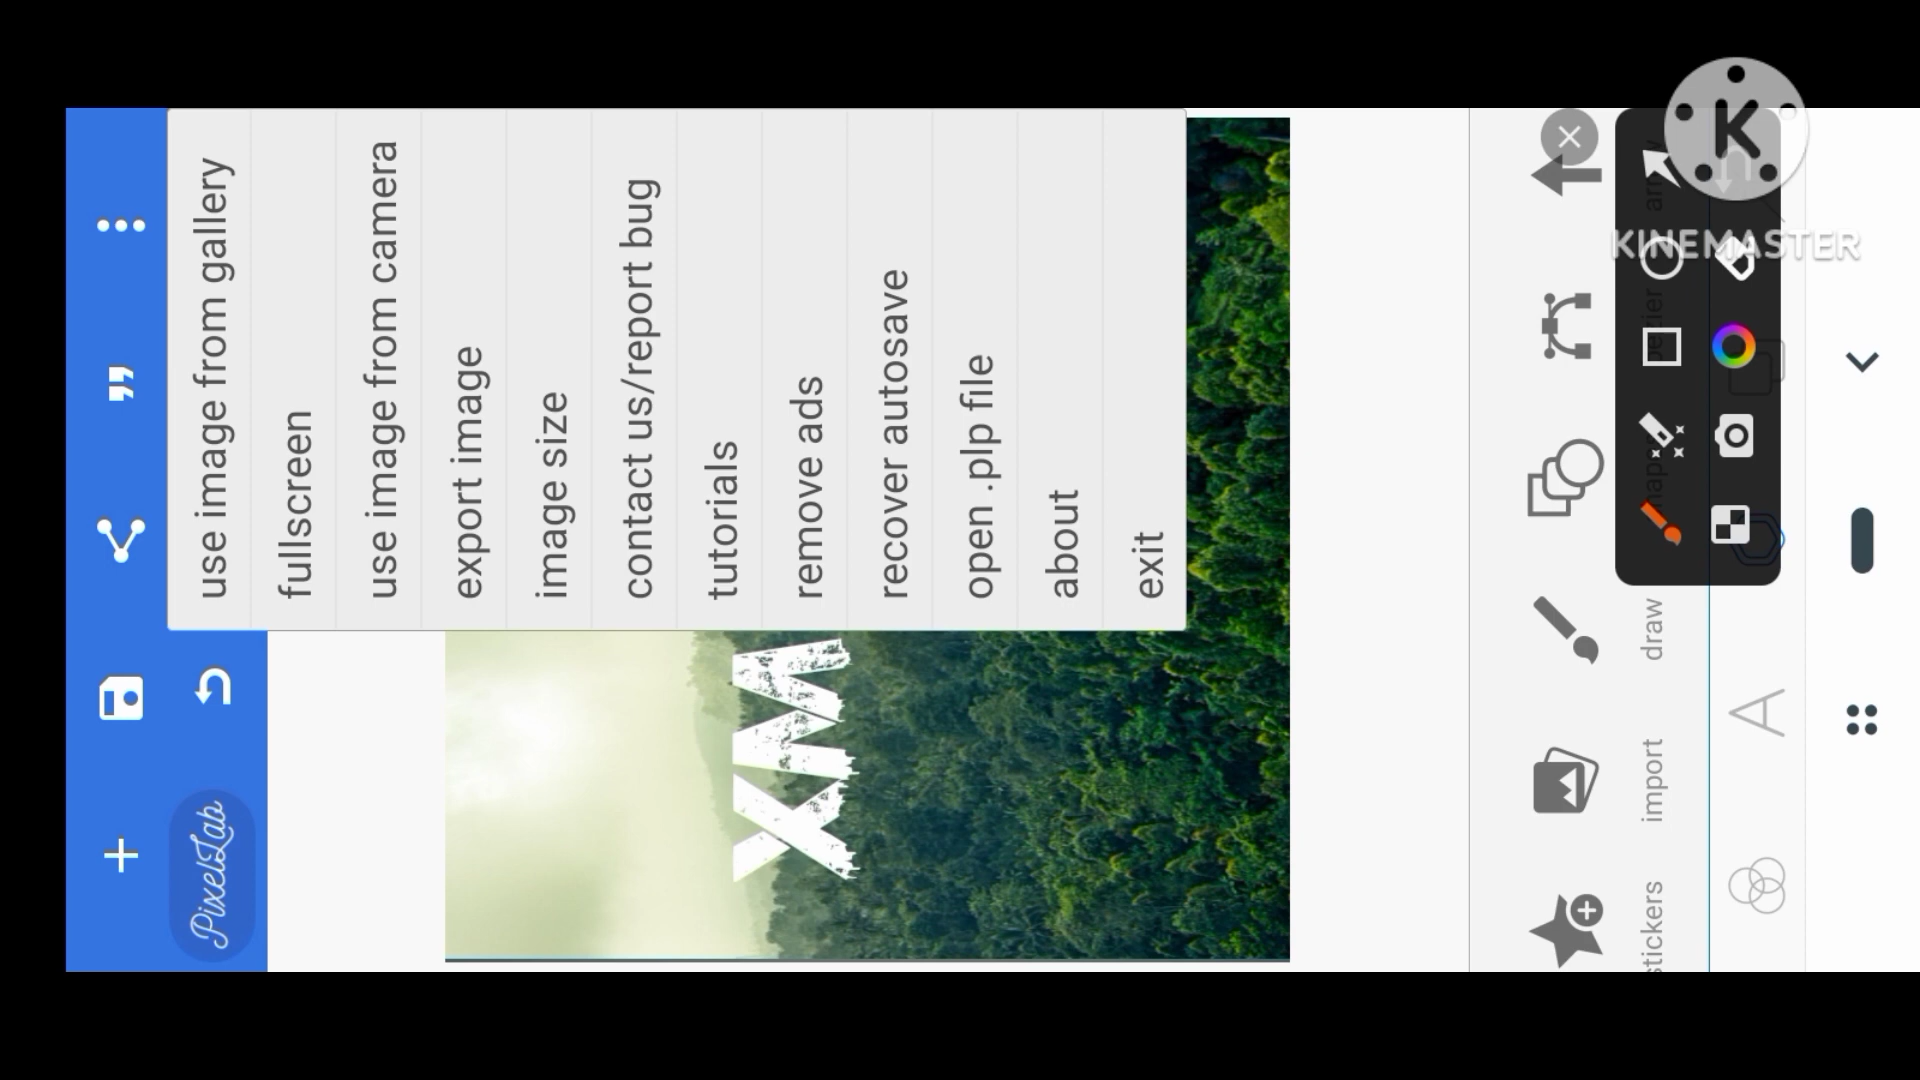 PixelLab
use image from gallery
fullscreen
use image from camera
export image
image size
contact us/report bug
tutorials
remove ads
recover autosave
open .plp file
about
exit
stickers
import
draw
KINEMASTER
K
A